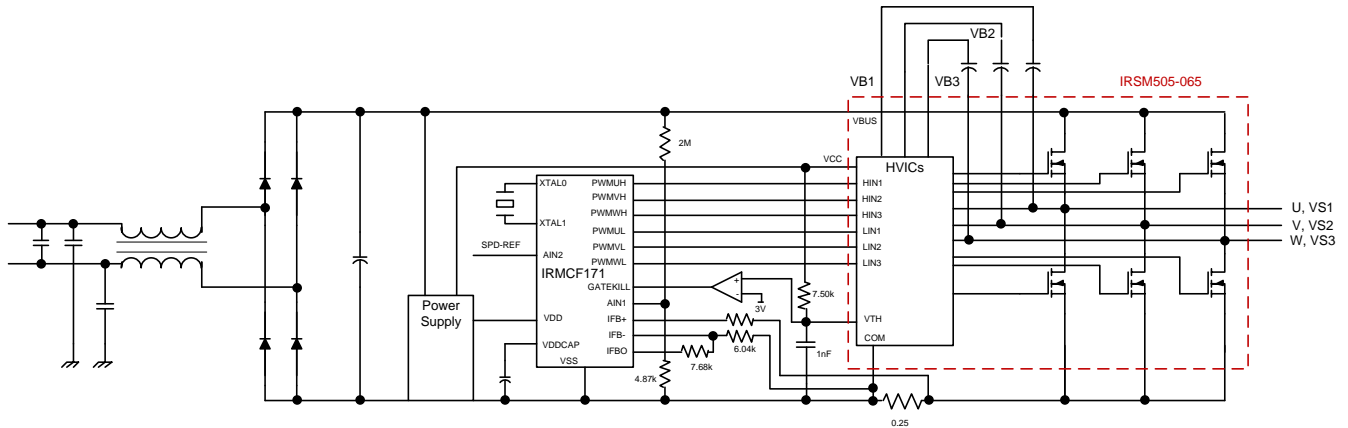 VB2
VB1
VB3
IRSM505-065
VBUS
2M
VCC
HVICs
XTAL0
PWMUH
HIN1
PWMVH
HIN2
U, VS1
XTAL1
PWMWH
HIN3
V, VS2
PWMUL
LIN1
W, VS3
SPD-REF
AIN2
PWMVL
LIN2
PWMWL
LIN3
IRMCF171
GATEKILL
+
-
7.50k
AIN1
3V
Power
Supply
VDD
IFB+
VTH
IFB-
COM
VDDCAP
IFBO
6.04k
1nF
VSS
7.68k
4.87k
0.25